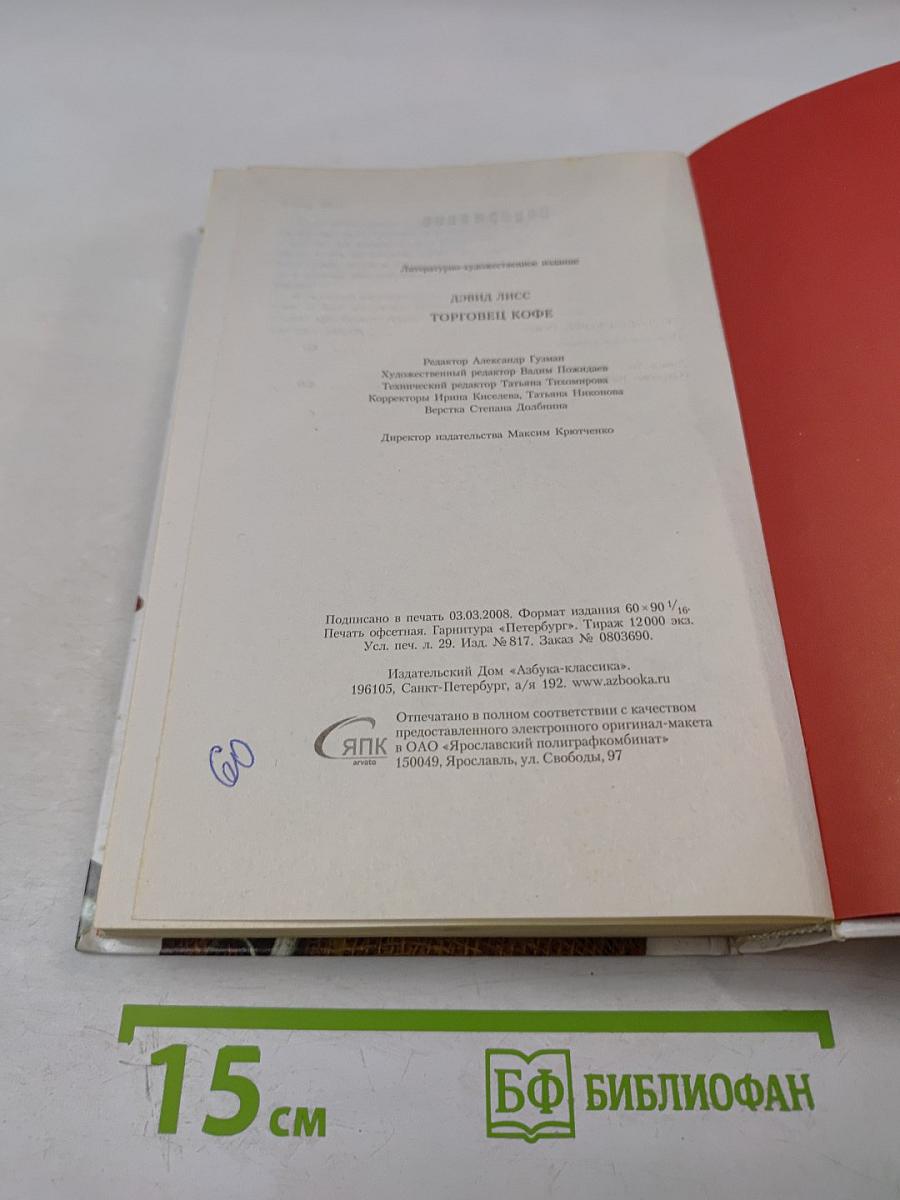 Литературно-художественное издание
ДЭВИД ЛИСС
ТОРГОВЕЦ КОФЕ
Редактор Александр Гузман
Художественный редактор Вадим Пожидаев
Технический редактор Татьяна Тихомирова
Корректоры Ирина Киселева, Татьяна Никонова
Верстка Степана Долбнина
Директор издательства Максим Крютченко
Подписано в печать 03.03.2008. Формат издания 60×90 1/16.
Печать офсетная. Гарнитура «Петербург». Тираж 12 000 экз.
Усл. печ. л. 29. Изд. № 817. Заказ № 0803690.
Издательский Дом «Азбука-классика».
196105, Санкт-Петербург, а/я 192. www.azbooka.ru
ЯПК
arvato
Отпечатано в полном соответствии с качеством
предоставленного электронного оригинал-макета
в ОАО «Ярославский полиграфкомбинат»
150049, Ярославль, ул. Свободы, 97
60
15 см
БФ БИБЛИОФАН